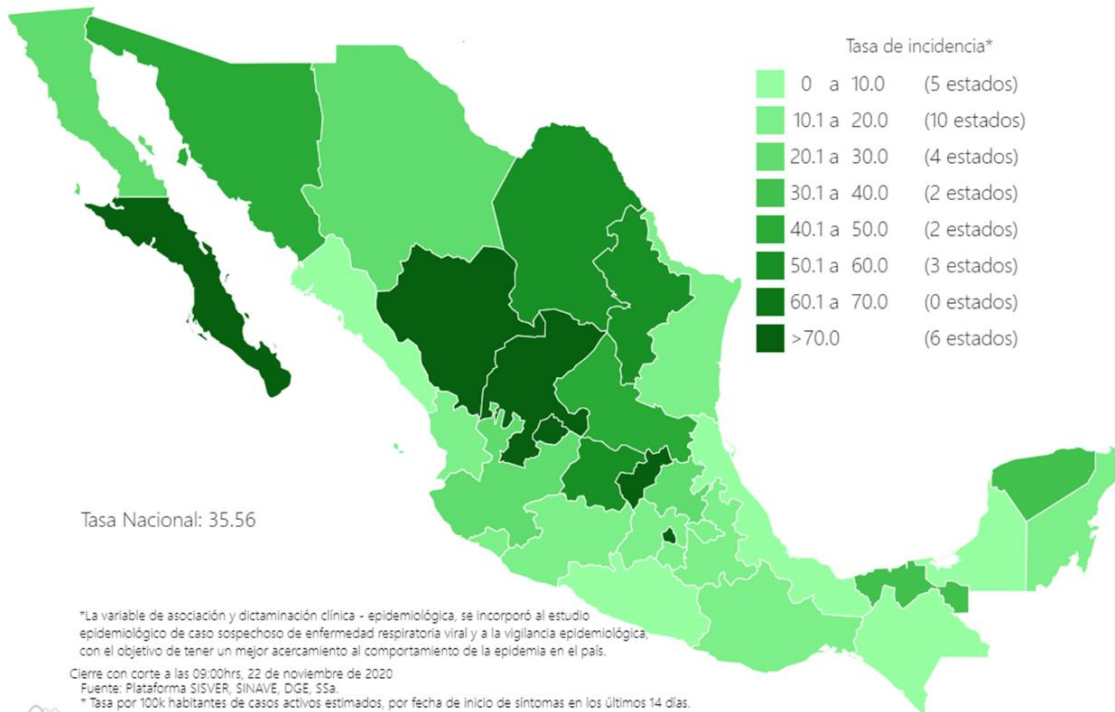 Tasa de incidencia*
0 a 10.0 (5 estados)
10.1 a 20.0 (10 estados)
20.1 a 30.0 (4 estados)
30.1 a 40.0 (2 estados)
40.1 a 50.0 (2 estados)
50.1 a 60.0 (3 estados)
60.1 a 70.0 (0 estados)
>70.0 (6 estados)
Tasa Nacional: 35.56
*La variable de asociación y dictaminación clínica - epidemiológica, se incorporó al estudio
epidemiológico de caso sospechoso de enfermedad respiratoria viral y a la vigilancia epidemiológica,
con el objetivo de tener un mejor acercamiento al comportamiento de la epidemia en el país.
Cierre con corte a las 09:00hrs, 22 de noviembre de 2020
Fuente: Plataforma SISVER, SINAVE, DGE, SSa.
* Tasa por 100k habitantes de casos activos estimados, por fecha de inicio de síntomas en los últimos 14 días.